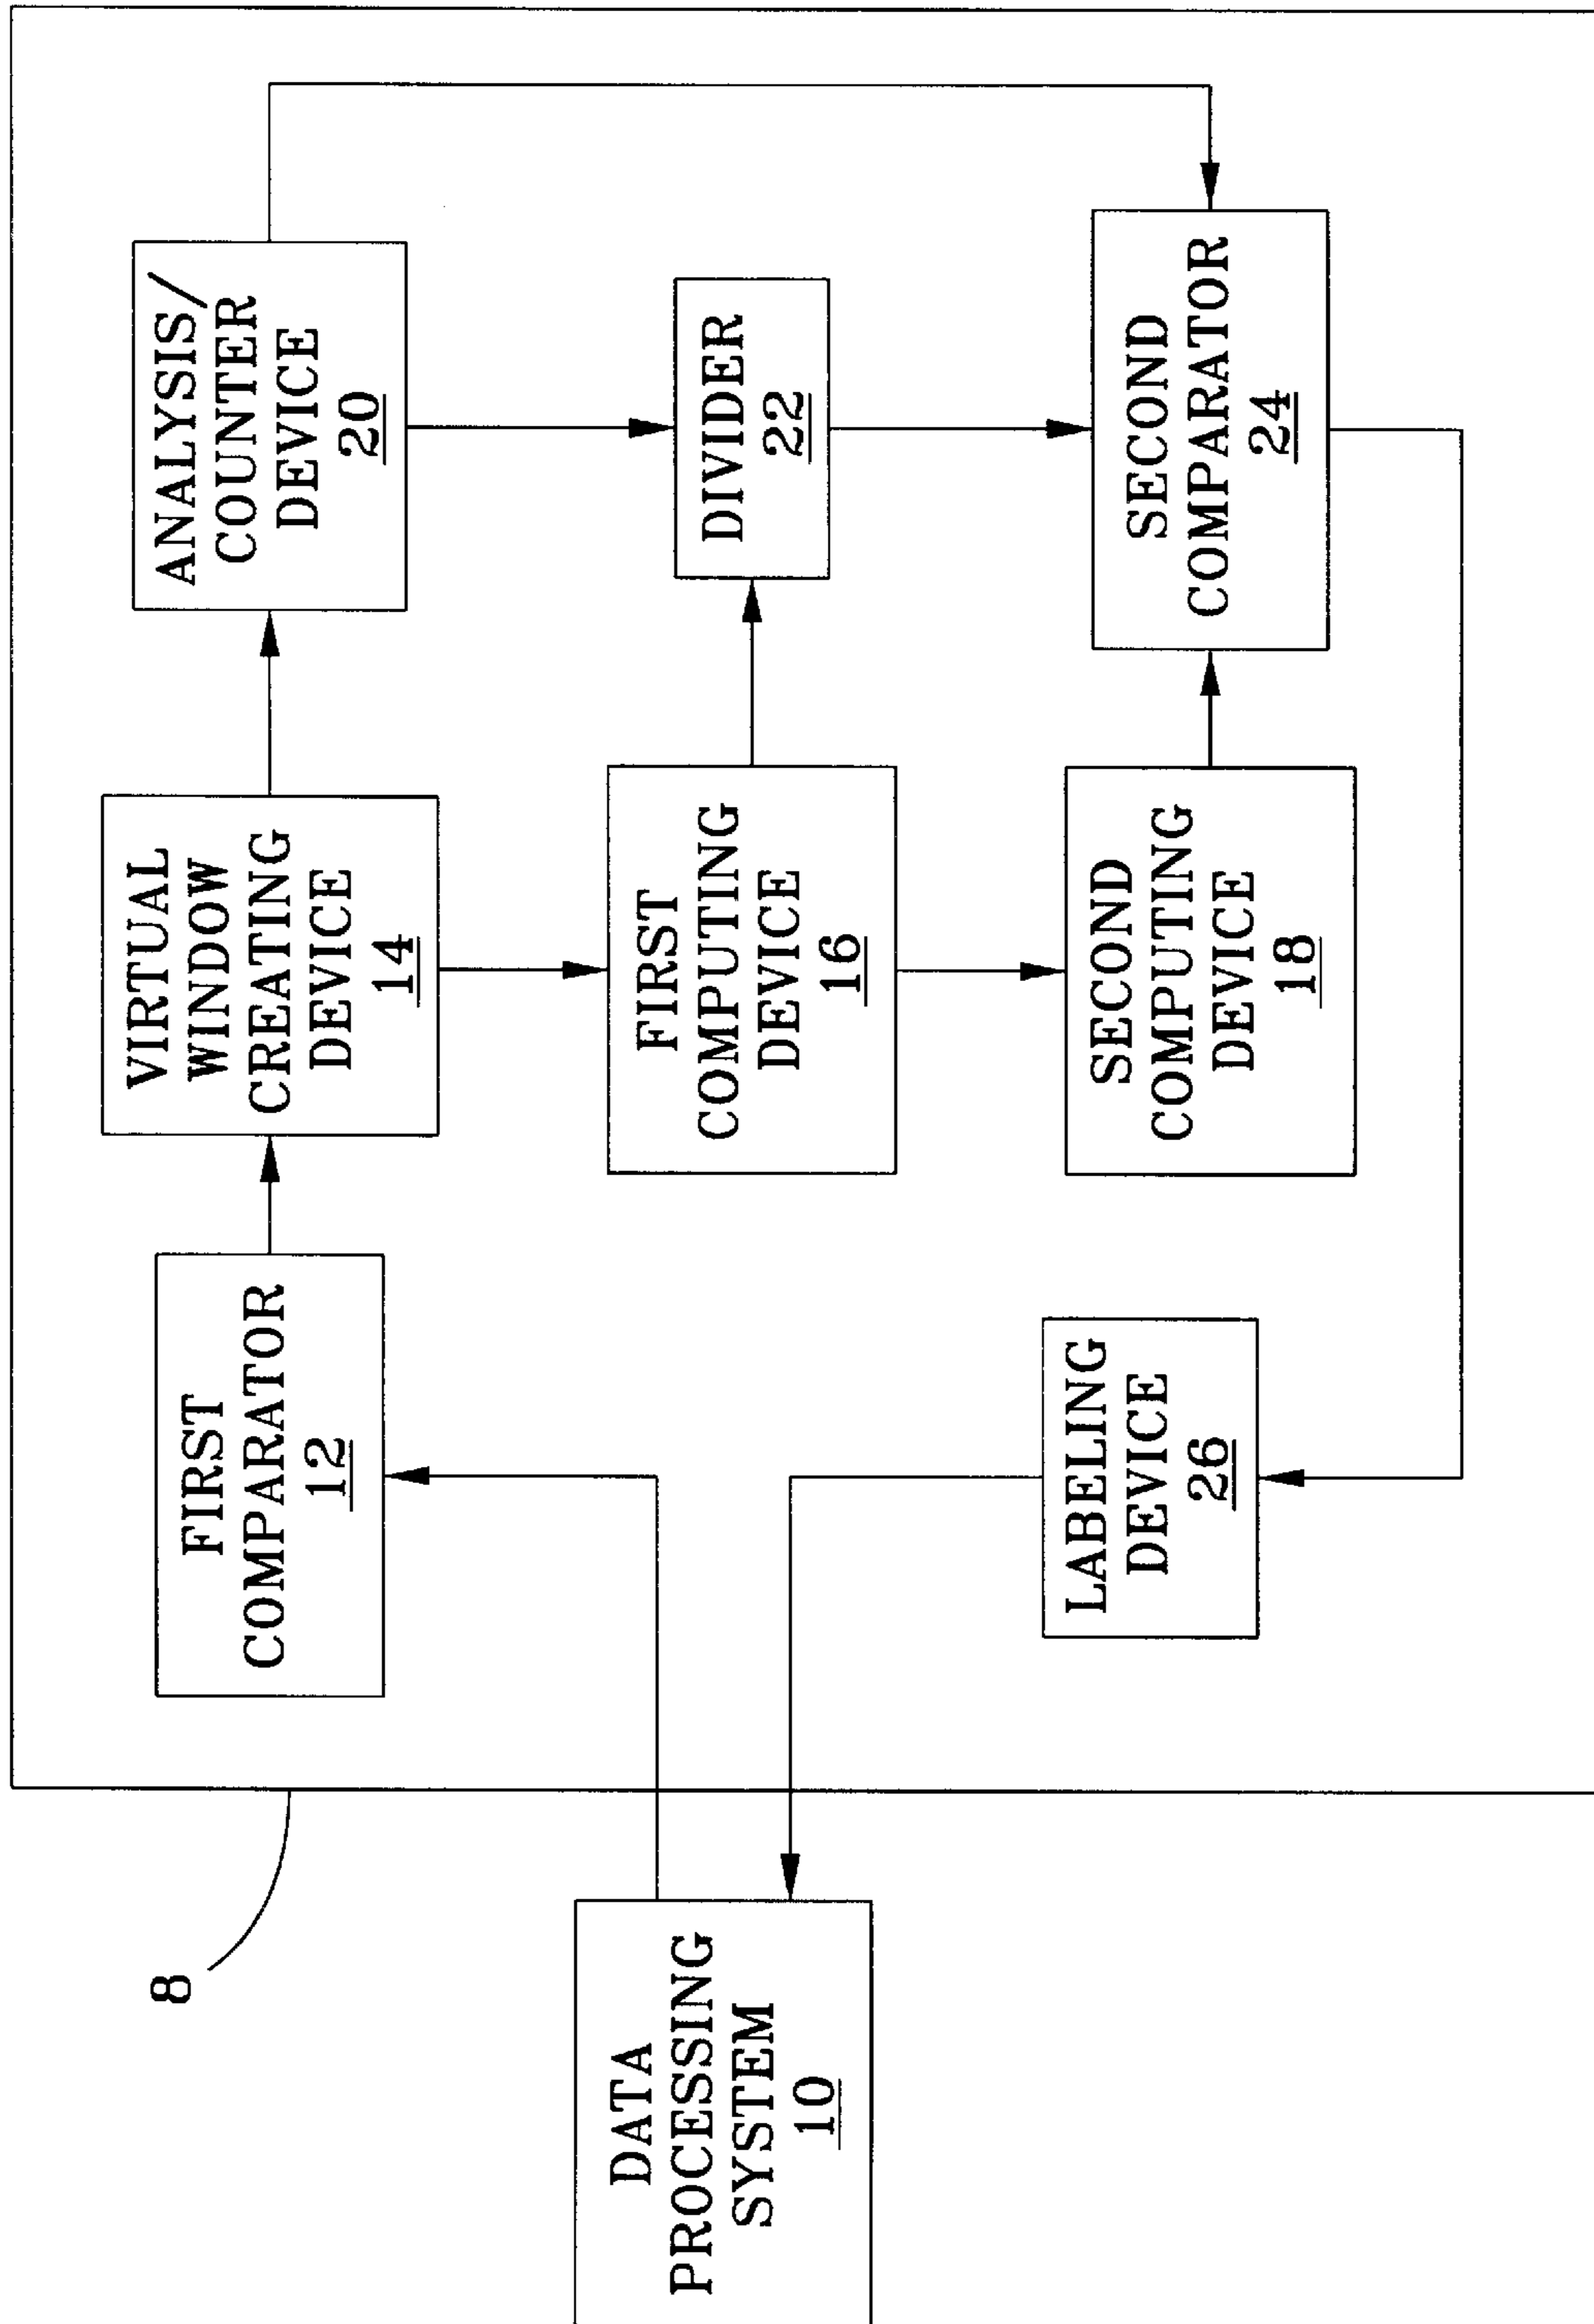 8
DATA
PROCESSING
SYSTEM
10
FIRST
COMPARATOR
12
VIRTUAL
WINDOW
CREATING
DEVICE
14
ANALYSIS/
COUNTER
DEVICE
20
FIRST
COMPUTING
DEVICE
16
DIVIDER
22
LABELING
DEVICE
26
SECOND
COMPUTING
DEVICE
18
SECOND
COMPARATOR
24